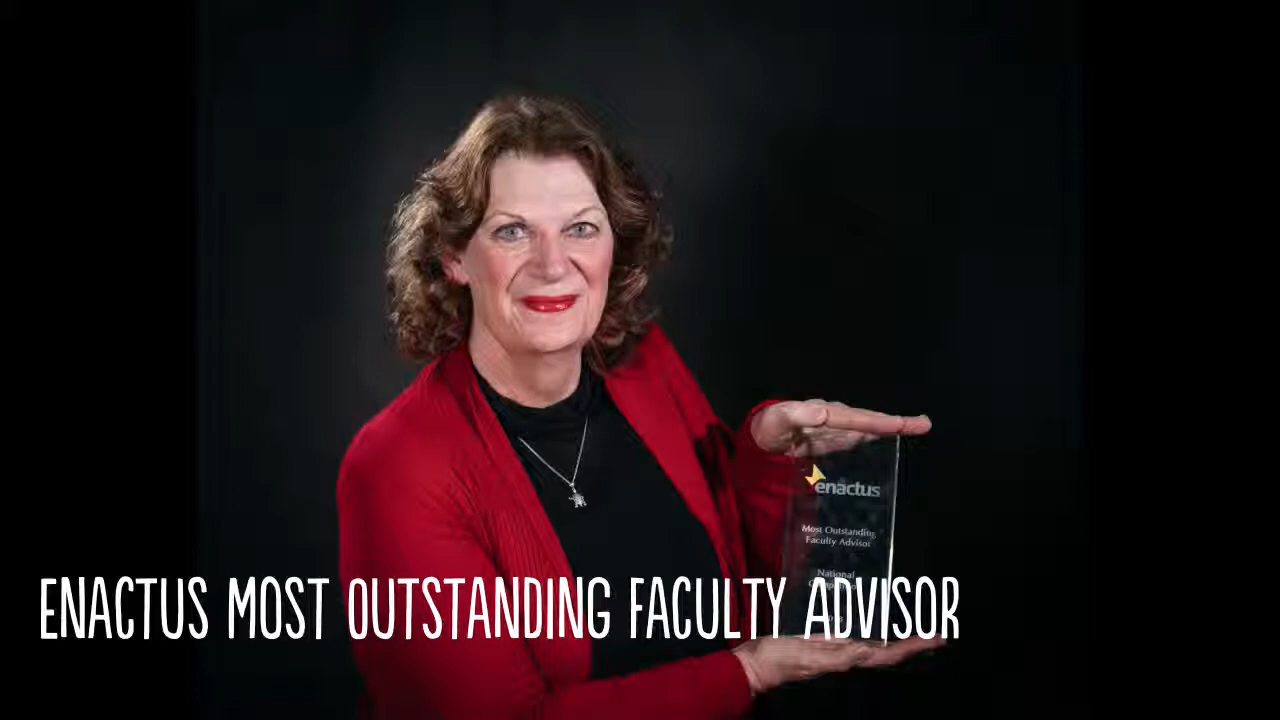 enactus
Most Outstanding
Faculty Advisor
National
ENACTUS MOST OUTSTANDING FACULTY ADVISOR